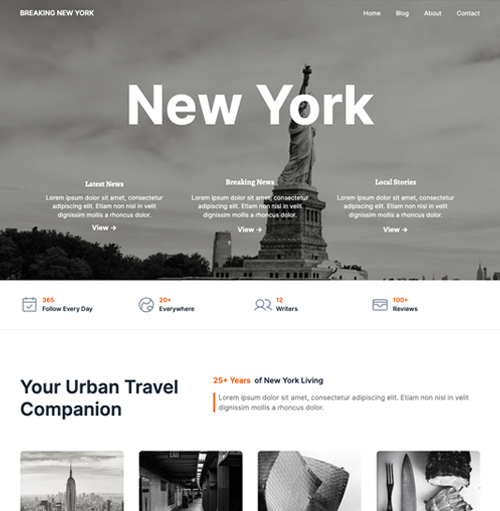 BREAKING NEW YORK
Home Blog About Contact
New York
Latest News
Lorem ipsum dolor sit amet, consectetur
adipiscing elit. Etiam non nisl in velit
dignissim mollis a rhoncus dolor.
View →
Breaking News
Lorem ipsum dolor sit amet, consectetur
adipiscing elit. Etiam non nisl in velit
dignissim mollis a rhoncus dolor.
View →
Local Stories
Lorem ipsum dolor sit amet, consectetur
adipiscing elit. Etiam non nisl in velit
dignissim mollis a rhoncus dolor.
View →
365
Follow Every Day
20+
Everywhere
12
Writers
100+
Reviews
Your Urban Travel
Companion
25+ Years of New York Living
Lorem ipsum dolor sit amet, consectetur adipiscing elit. Etiam non nisl in velit dignissim
mollis a rhoncus dolor.